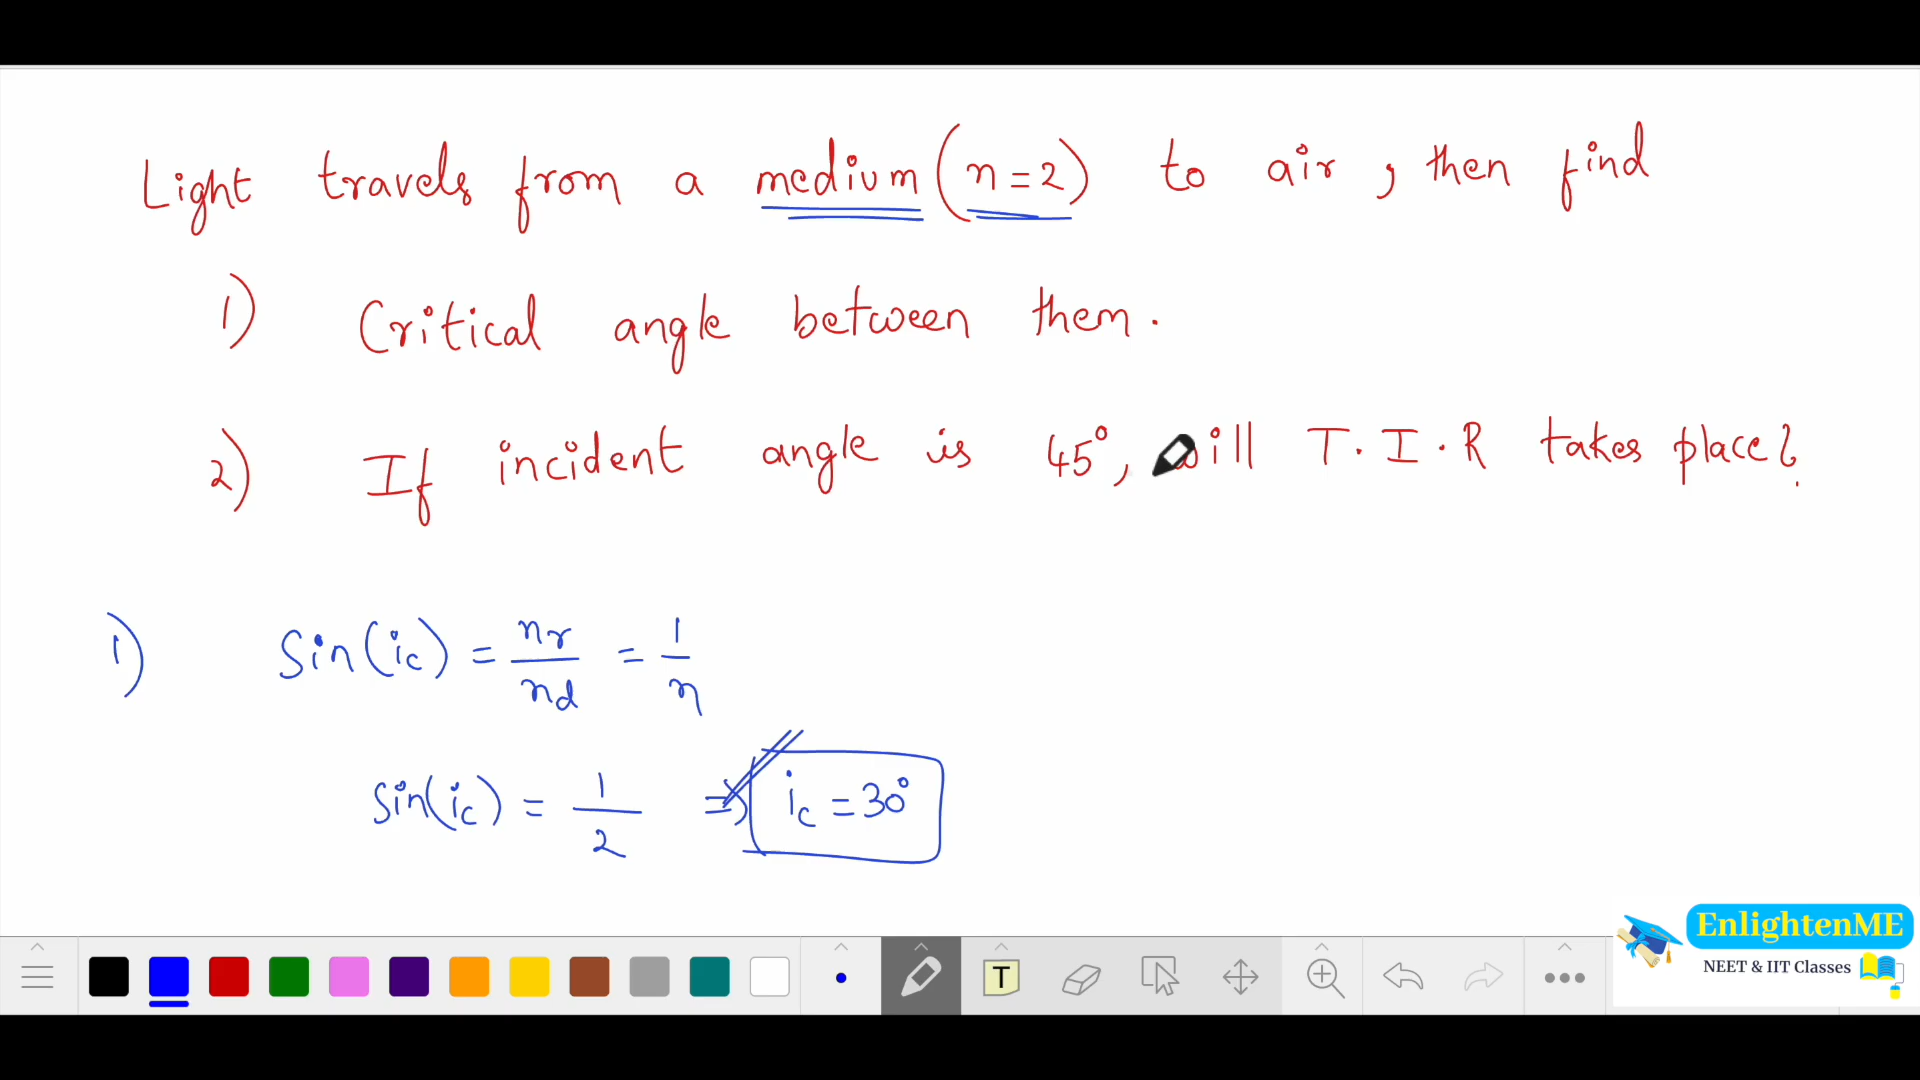 Light travels from a medium (n=2) to air, then find
1) Critical angle between them.
2) If incident angle is 45°, will T.I.R takes place?
1) Sin(ic) = nr/nd = 1/n
Sin(ic) = 1/2 ⇒ ic = 30°
T
EnlightenME
NEET & IIT Classes